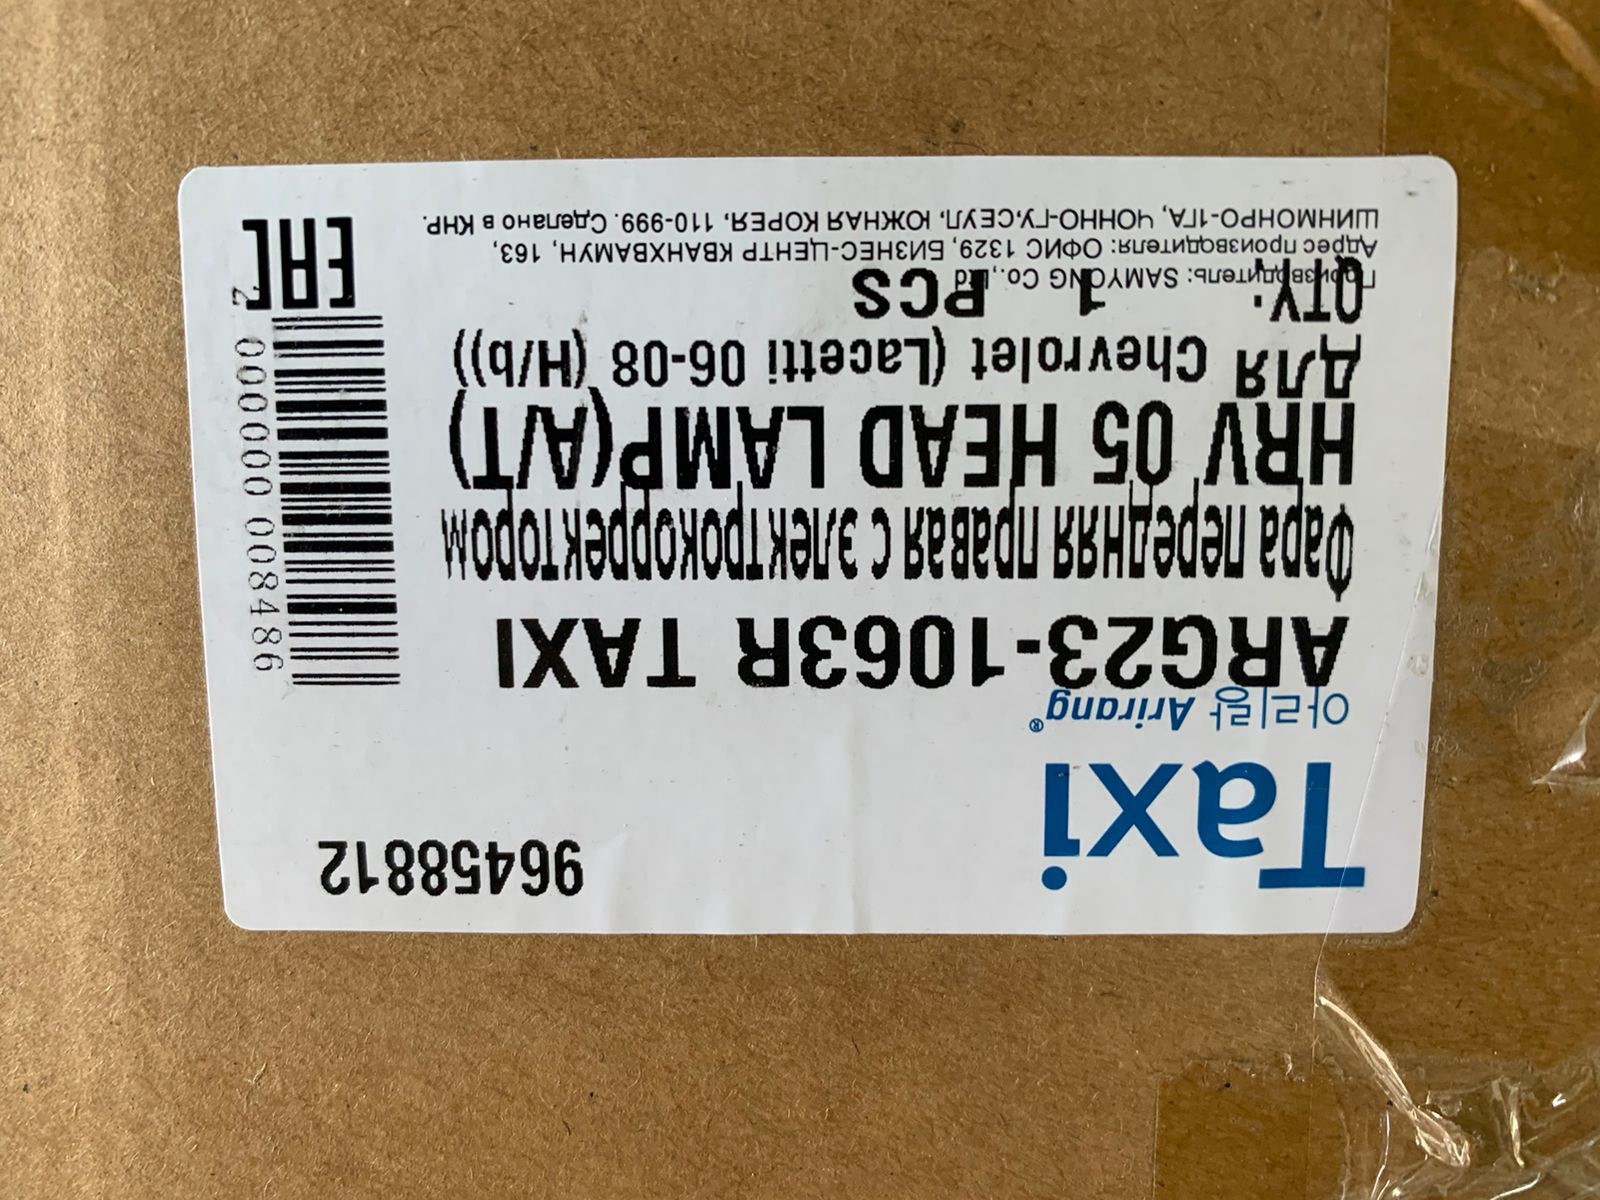 96458812
Taxi
아리랑 Arirang®
ARG23-1063R TAXI
Фара передняя правая с электрокорректором
HRV 05 HEAD LAMP(A/T)
для Chevrolet (Lacetti 06-08 (H/b))
QTY. 1 PCS
Производитель: SAMYONG Co.,Ltd
Адрес производителя: ОФИС 1329, БИЗНЕС-ЦЕНТР КВАНХВАМУН, 163,
ШИНМОНРО-1ГА, ЧОННО-ГУ,СЕУЛ, ЮЖНАЯ КОРЕЯ, 110-999. Сделано в КНР.
2 000000 008486
EAC